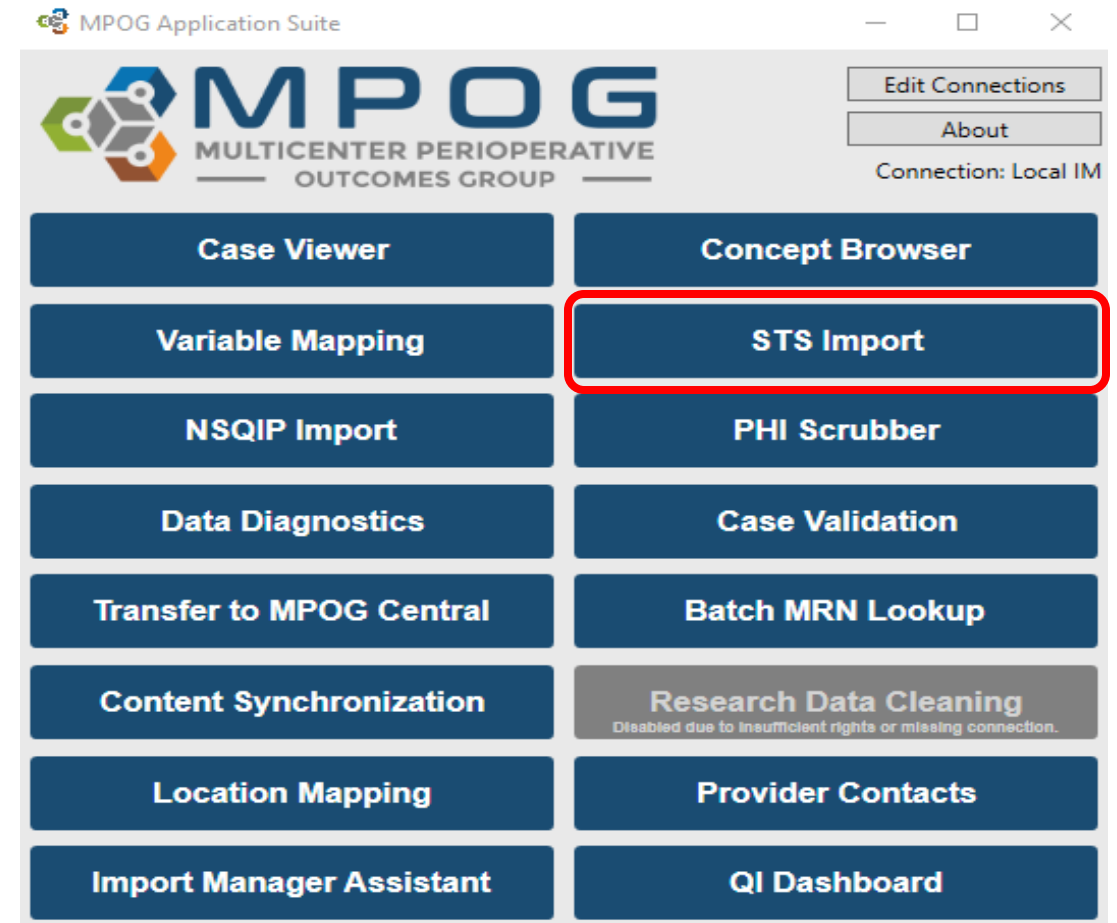 MPOG Application Suite
MPOG
MULTICENTER PERIOPERATIVE
OUTCOMES GROUP
Edit Connections
About
Connection: Local IM
Case Viewer
Concept Browser
Variable Mapping
STS Import
NSQIP Import
PHI Scrubber
Data Diagnostics
Case Validation
Transfer to MPOG Central
Batch MRN Lookup
Content Synchronization
Research Data Cleaning
Disabled due to insufficient rights or missing connection.
Location Mapping
Provider Contacts
Import Manager Assistant
QI Dashboard